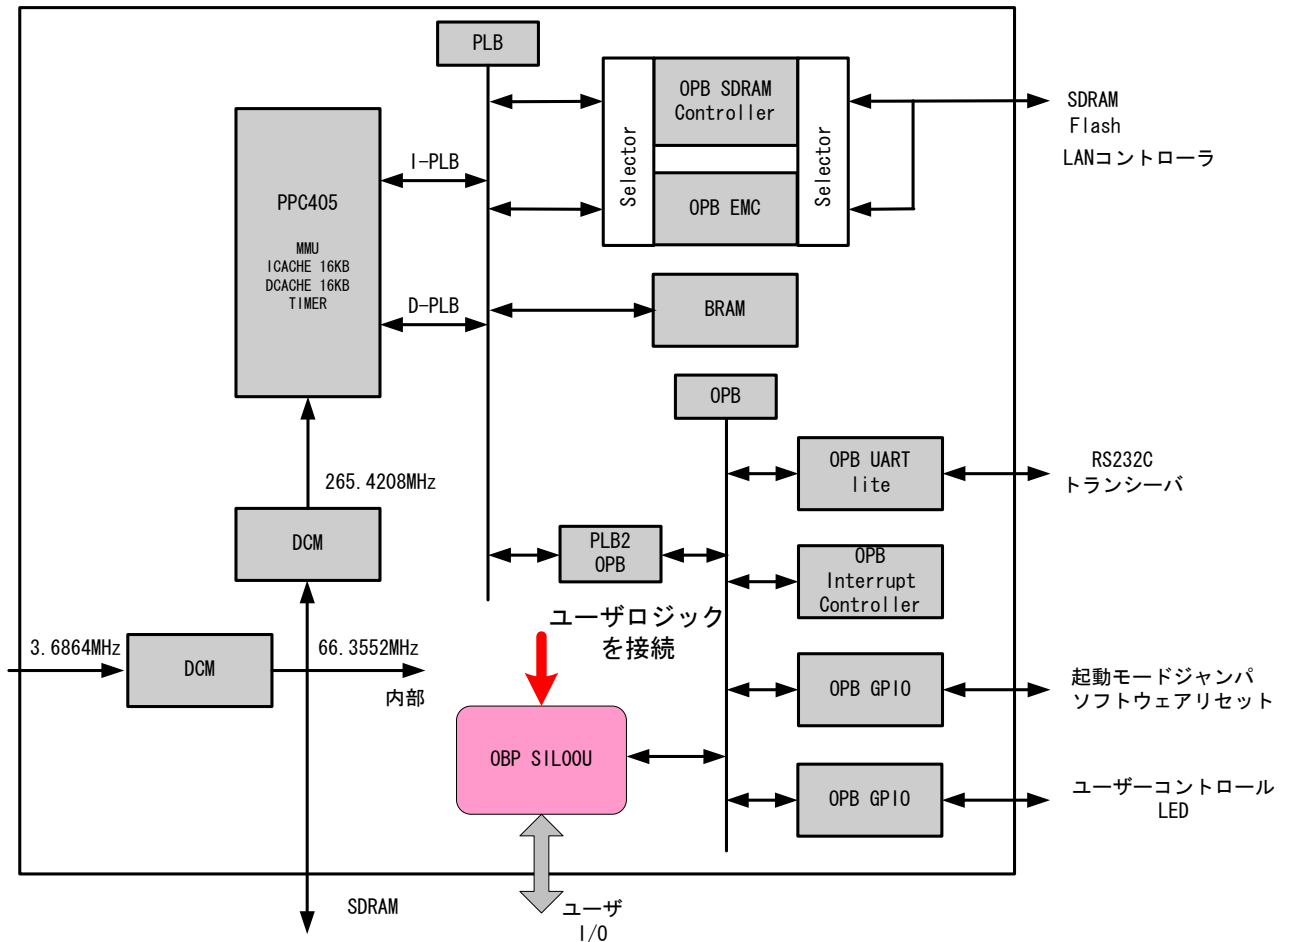 PLB
OPB SDRAM
Controller
Selector
Selector
OPB EMC
SDRAM
Flash
LANコントローラ
I-PLB
PPC405
MMU
ICACHE 16KB
DCACHE 16KB
TIMER
D-PLB
BRAM
OPB
OPB UART
lite
RS232C
トランシーバ
265.4208MHz
DCM
PLB2
OPB
OPB
Interrupt
Controller
ユーザロジック
を接続
3.6864MHz
DCM
66.3552MHz
内部
OPB GPIO
起動モードジャンパ
ソフトウェアリセット
OBP SIL00U
OPB GPIO
ユーザーコントロール
LED
SDRAM
ユーザ
I/O